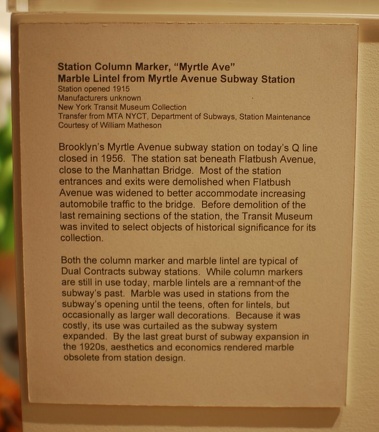 Station Column Marker, “Myrtle Ave”
Marble Lintel from Myrtle Avenue Subway Station
Station opened 1915
Manufacturers unknown
New York Transit Museum Collection
Transfer from MTA NYCT, Department of Subways, Station Maintenance
Courtesy of William Matheson
Brooklyn's Myrtle Avenue subway station on today's Q line
closed in 1956. The station sat beneath Flatbush Avenue,
close to the Manhattan Bridge. Most of the station
entrances and exits were demolished when Flatbush
Avenue was widened to better accommodate increasing
automobile traffic to the bridge. Before demolition of the
last remaining sections of the station, the Transit Museum
was invited to select objects of historical significance for its
collection.
Both the column marker and marble lintel are typical of
Dual Contracts subway stations. While column markers
are still in use today, marble lintels are a remnant of the
subway's past. Marble was used in stations from the
subway's opening until the teens, often for lintels, but
occasionally as larger wall decorations. Because it was
costly, its use was curtailed as the subway system
expanded. By the last great burst of subway expansion in
the 1920s, aesthetics and economics rendered marble
obsolete from station design.